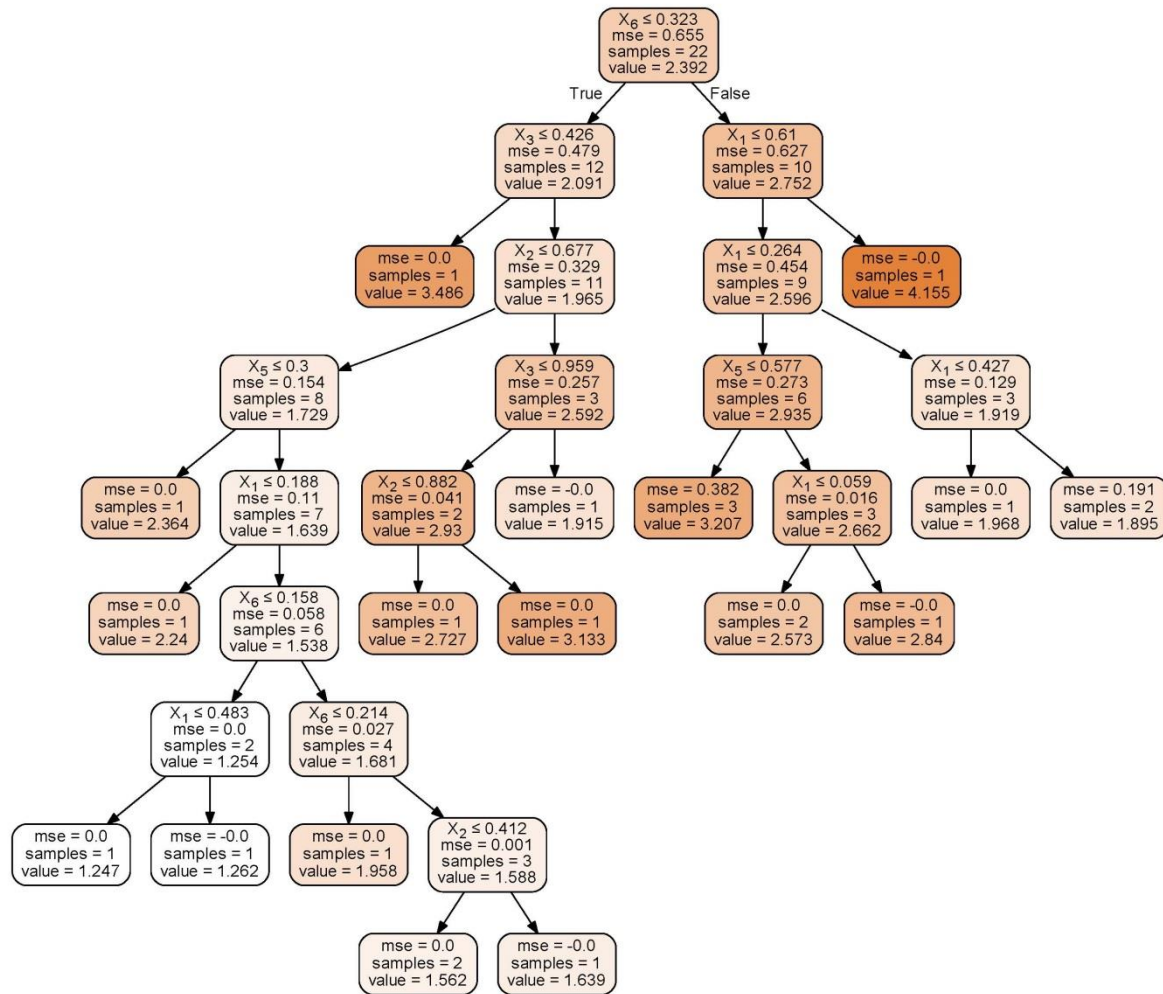 X6 ≤ 0.323
mse = 0.655
samples = 22
value = 2.392
True
False
X3 ≤ 0.426
mse = 0.479
samples = 12
value = 2.091
X1 ≤ 0.61
mse = 0.627
samples = 10
value = 2.752
mse = 0.0
samples = 1
value = 3.486
X2 ≤ 0.677
mse = 0.329
samples = 11
value = 1.965
X1 ≤ 0.264
mse = 0.454
samples = 9
value = 2.596
mse = -0.0
samples = 1
value = 4.155
X5 ≤ 0.3
mse = 0.154
samples = 8
value = 1.729
X3 ≤ 0.959
mse = 0.257
samples = 3
value = 2.592
X5 ≤ 0.577
mse = 0.273
samples = 6
value = 2.935
X1 ≤ 0.427
mse = 0.129
samples = 3
value = 1.919
mse = 0.0
samples = 1
value = 2.364
X1 ≤ 0.188
mse = 0.11
samples = 7
value = 1.639
X2 ≤ 0.882
mse = 0.041
samples = 2
value = 2.93
mse = -0.0
samples = 1
value = 1.915
mse = 0.382
samples = 3
value = 3.207
X1 ≤ 0.059
mse = 0.016
samples = 3
value = 2.662
mse = 0.0
samples = 1
value = 1.968
mse = 0.191
samples = 2
value = 1.895
mse = 0.0
samples = 1
value = 2.24
X6 ≤ 0.158
mse = 0.058
samples = 6
value = 1.538
mse = 0.0
samples = 1
value = 2.727
mse = 0.0
samples = 1
value = 3.133
mse = 0.0
samples = 2
value = 2.573
mse = -0.0
samples = 1
value = 2.84
X1 ≤ 0.483
mse = 0.0
samples = 2
value = 1.254
X6 ≤ 0.214
mse = 0.027
samples = 4
value = 1.681
mse = 0.0
samples = 1
value = 1.247
mse = -0.0
samples = 1
value = 1.262
mse = 0.0
samples = 1
value = 1.958
X2 ≤ 0.412
mse = 0.001
samples = 3
value = 1.588
mse = 0.0
samples = 2
value = 1.562
mse = -0.0
samples = 1
value = 1.639